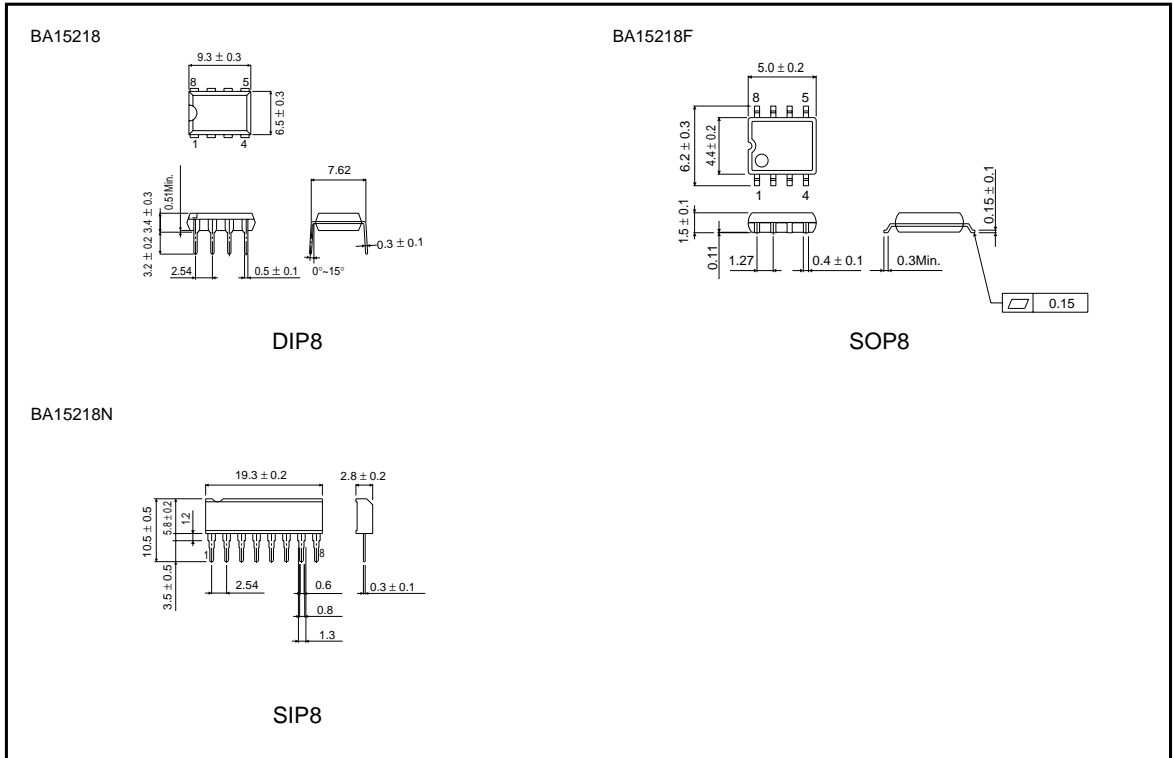 BA15218
9.3 ± 0.3
8 5
6.5 ± 0.3
1 4
0.51Min.
3.2 ± 0.2 3.4 ± 0.3
7.62
2.54
0.5 ± 0.1
0°~15°
0.3 ± 0.1
DIP8
BA15218F
5.0 ± 0.2
8 5
6.2 ± 0.3
4.4 ± 0.2
1 4
1.5 ± 0.1
0.11
1.27
0.4 ± 0.1
0.3Min.
0.15 ± 0.1
0.15
SOP8
BA15218N
19.3 ± 0.2
2.8 ± 0.2
10.5 ± 0.5
5.8 ± 0.2
1.2
1 8
3.5 ± 0.5
2.54
0.6
0.8
1.3
0.3 ± 0.1
SIP8